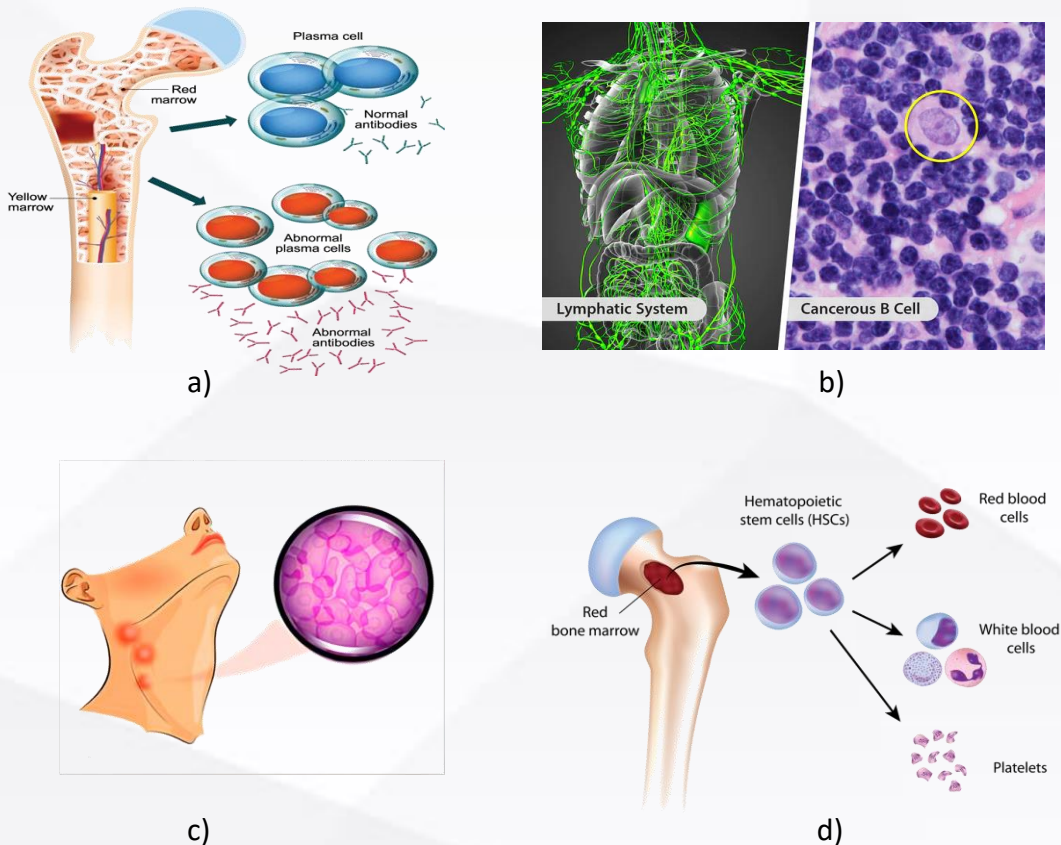 Plasma cell
Red
marrow
Normal
antibodies
Yellow
marrow
Abnormal
plasma cells
Abnormal
antibodies
a)
Lymphatic System
Cancerous B Cell
b)
c)
Hematopoietic
stem cells (HSCs)
Red blood
cells
Red
bone marrow
White blood
cells
Platelets
d)